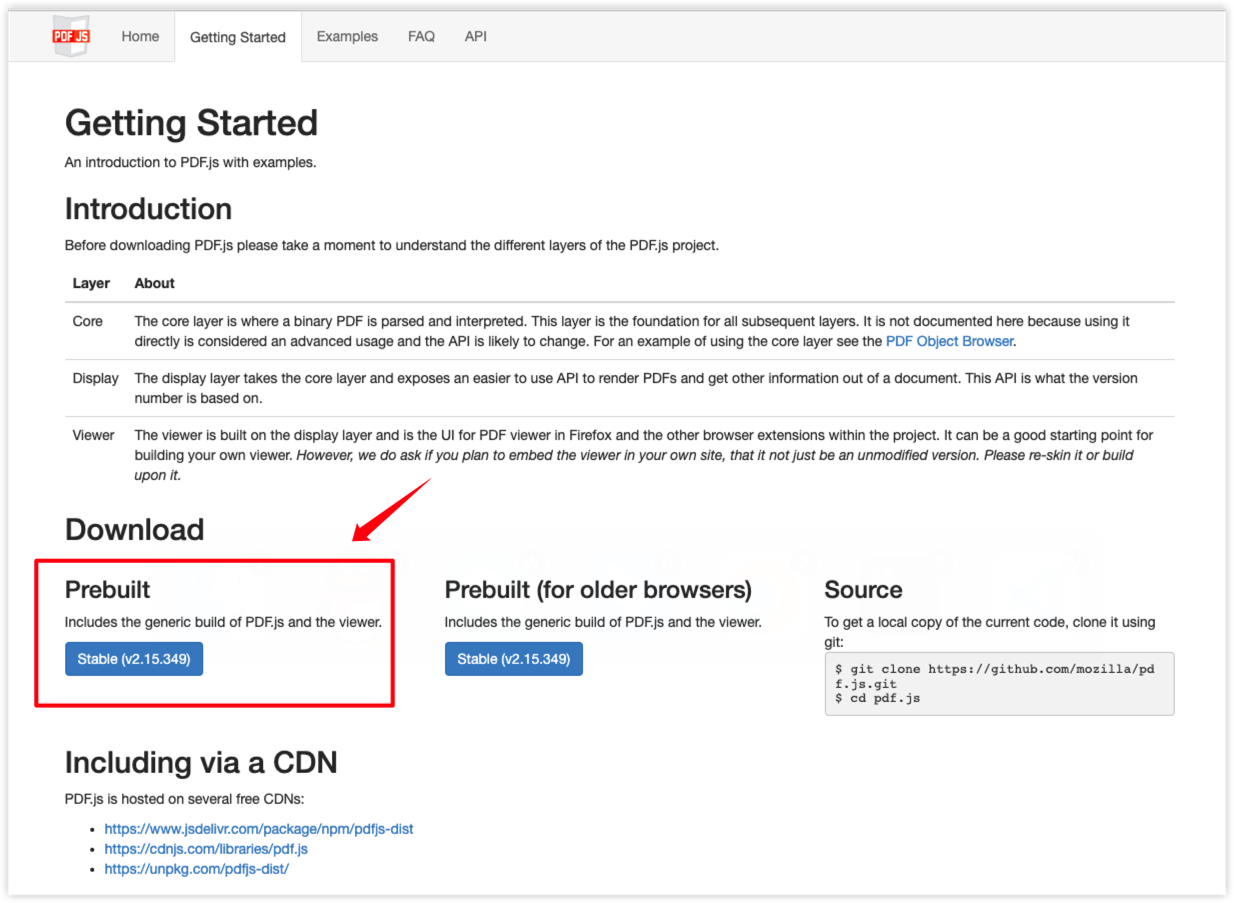 PDF JS
Home
Getting Started
Examples
FAQ
API
Getting Started
An introduction to PDF.js with examples.
Introduction
Before downloading PDF.js please take a moment to understand the different layers of the PDF.js project.
Layer About
Core The core layer is where a binary PDF is parsed and interpreted. This layer is the foundation for all subsequent layers. It is not documented here because using it
directly is considered an advanced usage and the API is likely to change. For an example of using the core layer see the PDF Object Browser.
Display The display layer takes the core layer and exposes an easier to use API to render PDFs and get other information out of a document. This API is what the version
number is based on.
Viewer The viewer is built on the display layer and is the UI for PDF viewer in Firefox and the other browser extensions within the project. It can be a good starting point for
building your own viewer. However, we do ask if you plan to embed the viewer in your own site, that it not just be an unmodified version. Please re-skin it or build
upon it.
Download
Prebuilt
Includes the generic build of PDF.js and the viewer.
Stable (v2.15.349)
Prebuilt (for older browsers)
Includes the generic build of PDF.js and the viewer.
Stable (v2.15.349)
Source
To get a local copy of the current code, clone it using
git:
$ git clone https://github.com/mozilla/pd
f.js.git
$ cd pdf.js
Including via a CDN
PDF.js is hosted on several free CDNs:
• https://www.jsdelivr.com/package/npm/pdfjs-dist
• https://cdnjs.com/libraries/pdf.js
• https://unpkg.com/pdfjs-dist/